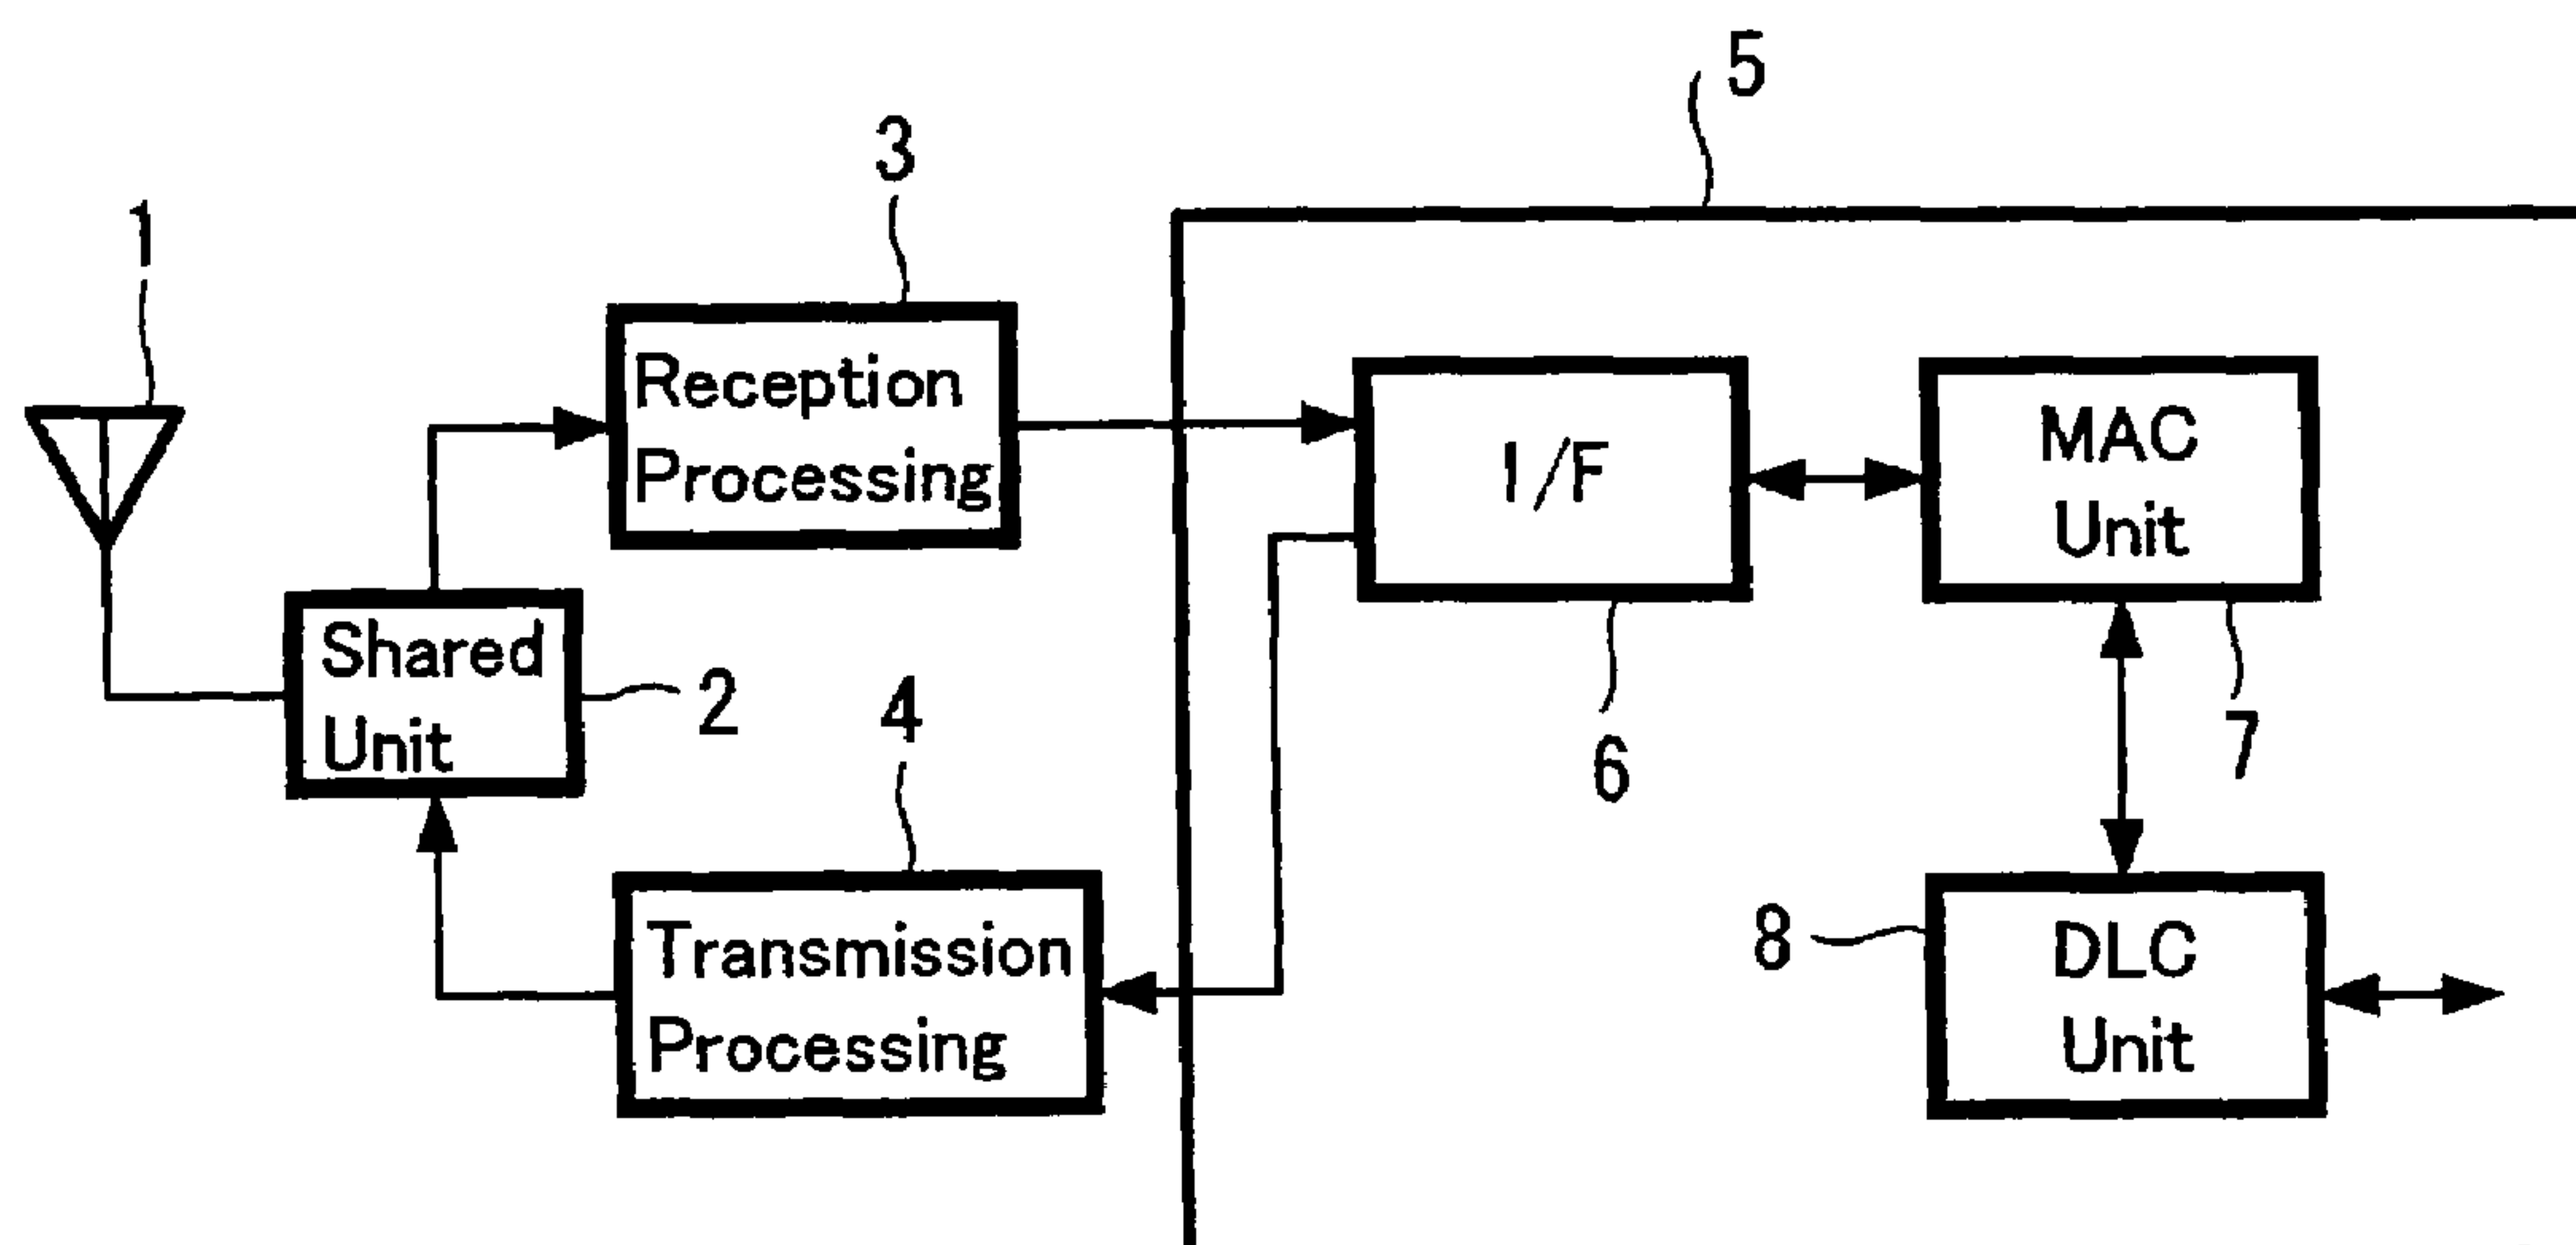 5
3
1
Reception
Processing
I/F
MAC
Unit
Shared
Unit
2
4
6
7
Transmission
Processing
8
DLC
Unit